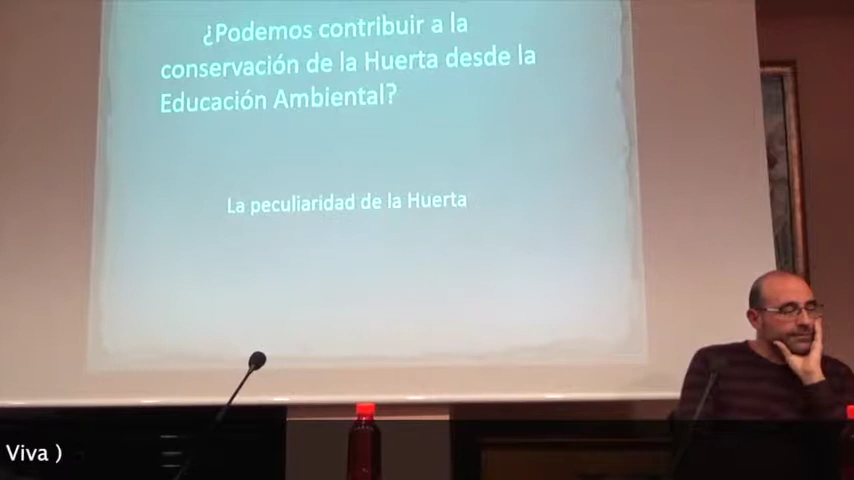 ¿Podemos contribuir a la
conservación de la Huerta desde la
Educación Ambiental?
La peculiaridad de la Huerta
Viva )